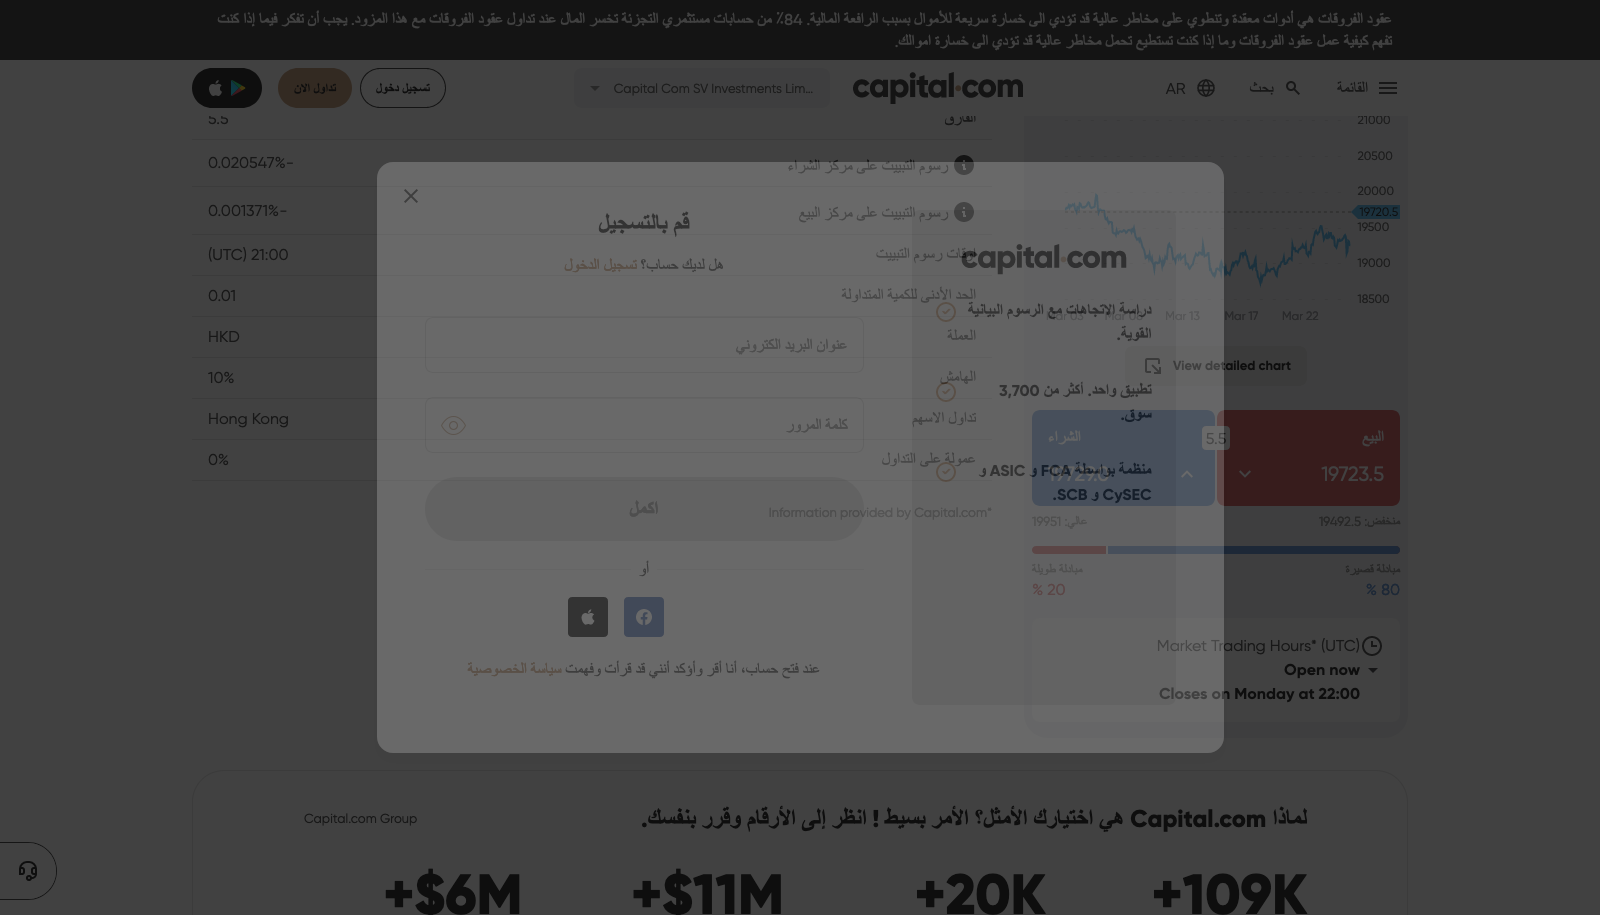 عقود الفروقات هي أدوات معقدة وتنطوي على مخاطر عالية قد تؤدي الى خسارة سريعة للأموال بسبب الرافعة المالية. 84٪ من حسابات مستثمري التجزئة تخسر المال عند تداول عقود الفروقات مع هذا المزود. يجب أن تفكر فيما إذا كنت
تفهم كيفية عمل عقود الفروقات وما إذا كنت تستطيع تحمل مخاطر عالية قد تؤدي الى خسارة اموالك.
القائمة
بحث
AR
capital.com
Capital Com SV Investments Lim...
تسجيل دخول
تداول الان
الفارق
5.5
رسوم التبييت على مركز الشراء
0.020547%-
رسوم التبييت على مركز البيع
0.001371%-
اوقات رسوم التبييت
(UTC) 21:00
الحد الأدنى للكمية المتداولة
0.01
العملة
HKD
الهامش
10%
تداول الاسهم
Hong Kong
عمولة على التداول
0%
Information provided by Capital.com*
21000
20500
20000
19720.5
19500
19000
18500
Mar 03
Mar 08
Mar 13
Mar 17
Mar 22
View detailed chart
البيع
19723.5
5.5
الشراء
منخفض: 19492.5
عالي: 19951
مبادلة قصيرة
% 80
مبادلة طويلة
% 20
Market Trading Hours* (UTC)
Open now
Closes on Monday at 22:00
capital.com
دراسة الاتجاهات مع الرسوم البيانية
القوية.
تطبيق واحد. أكثر من 3,700
سوق.
منظمة بواسطة FCA و ASIC و
CySEC و SCB.
قم بالتسجيل
هل لديك حساب؟ تسجيل الدخول
عنوان البريد الكتروني
كلمة المرور
اكمل
أو
عند فتح حساب، أنا أقر وأؤكد أنني قد قرأت وفهمت سياسة الخصوصية
لماذا Capital.com هي اختيارك الأمثل؟ الأمر بسيط ! انظر إلى الأرقام وقرر بنفسك.
Capital.com Group
+109K
+20K
+$11M
+$6M